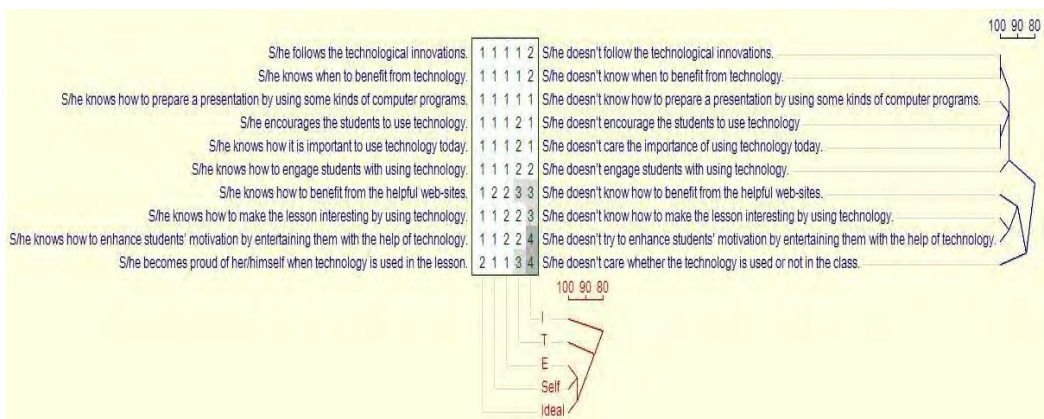 100 90 80
S/he follows the technological innovations. 1 1 1 1 2 S/he doesn't follow the technological innovations.
S/he knows when to benefit from technology. 1 1 1 1 2 S/he doesn't know when to benefit from technology.
S/he knows how to prepare a presentation by using some kinds of computer programs. 1 1 1 1 1 S/he doesn't know how to prepare a presentation by using some kinds of computer programs.
S/he encourages the students to use technology. 1 1 1 2 1 S/he doesn't encourage the students to use technology
S/he knows how it is important to use technology today. 1 1 1 2 1 S/he doesn't care the importance of using technology today.
S/he knows how to engage students with using technology. 1 1 1 2 2 S/he doesn't engage students with using technology.
S/he knows how to benefit from the helpful web-sites. 1 2 2 3 3 S/he doesn't know how to benefit from the helpful web-sites.
S/he knows how to make the lesson interesting by using technology. 1 1 2 2 3 S/he doesn't know how to make the lesson interesting by using technology.
S/he knows how to enhance students' motivation by entertaining them with the help of technology. 1 1 2 2 4 S/he doesn't try to enhance students' motivation by entertaining them with the help of technology.
S/he becomes proud of her/himself when technology is used in the lesson. 2 1 1 3 4 S/he doesn't care whether the technology is used or not in the class.
100 90 80
I
T
E
Self
Ideal